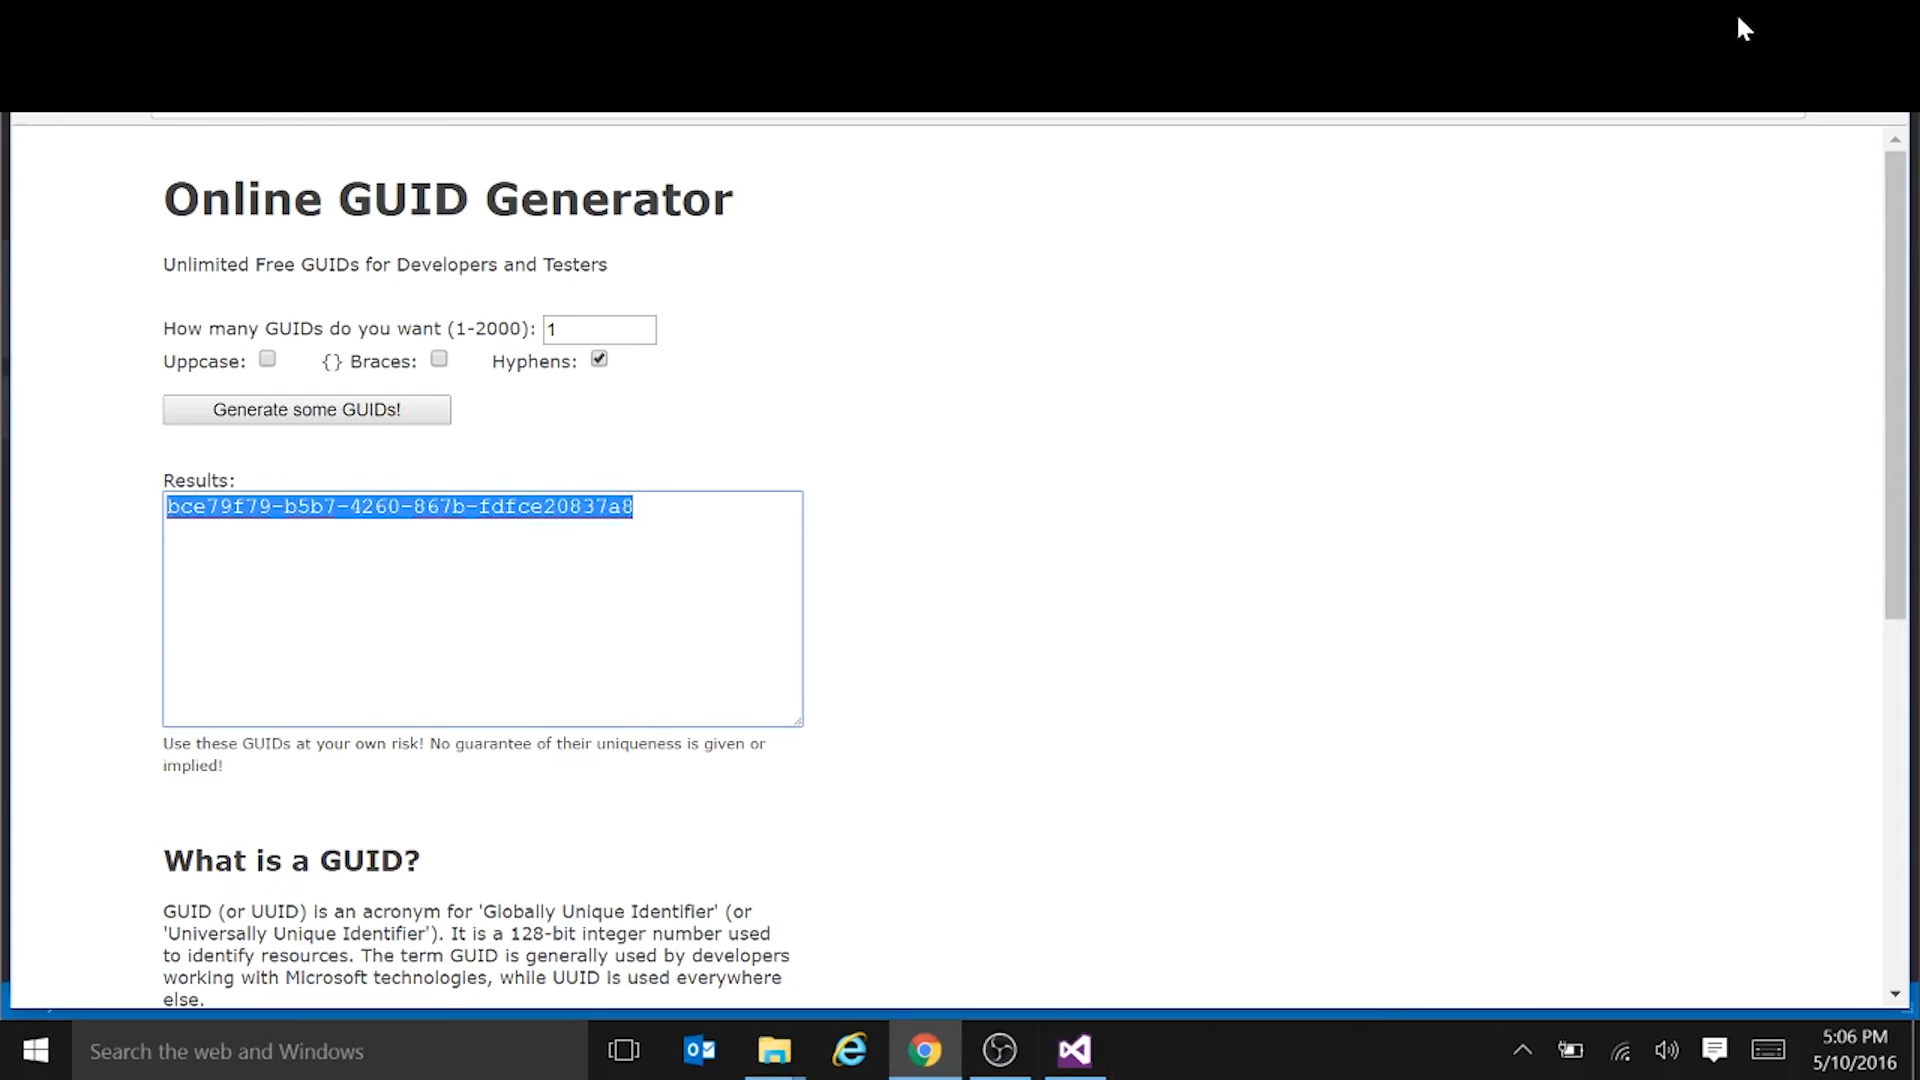 Online GUID Generator
Unlimited Free GUIDs for Developers and Testers
How many GUIDs do you want (1-2000): 1
Uppcase: {} Braces: Hyphens:
Generate some GUIDs!
Results:
bce79f79-b5b7-4260-867b-fdfce20837a8
Use these GUIDs at your own risk! No guarantee of their uniqueness is given or
implied!
What is a GUID?
GUID (or UUID) is an acronym for 'Globally Unique Identifier' (or
'Universally Unique Identifier'). It is a 128-bit integer number used
to identify resources. The term GUID is generally used by developers
working with Microsoft technologies, while UUID is used everywhere
else.
Search the web and Windows
5:06 PM
5/10/2016